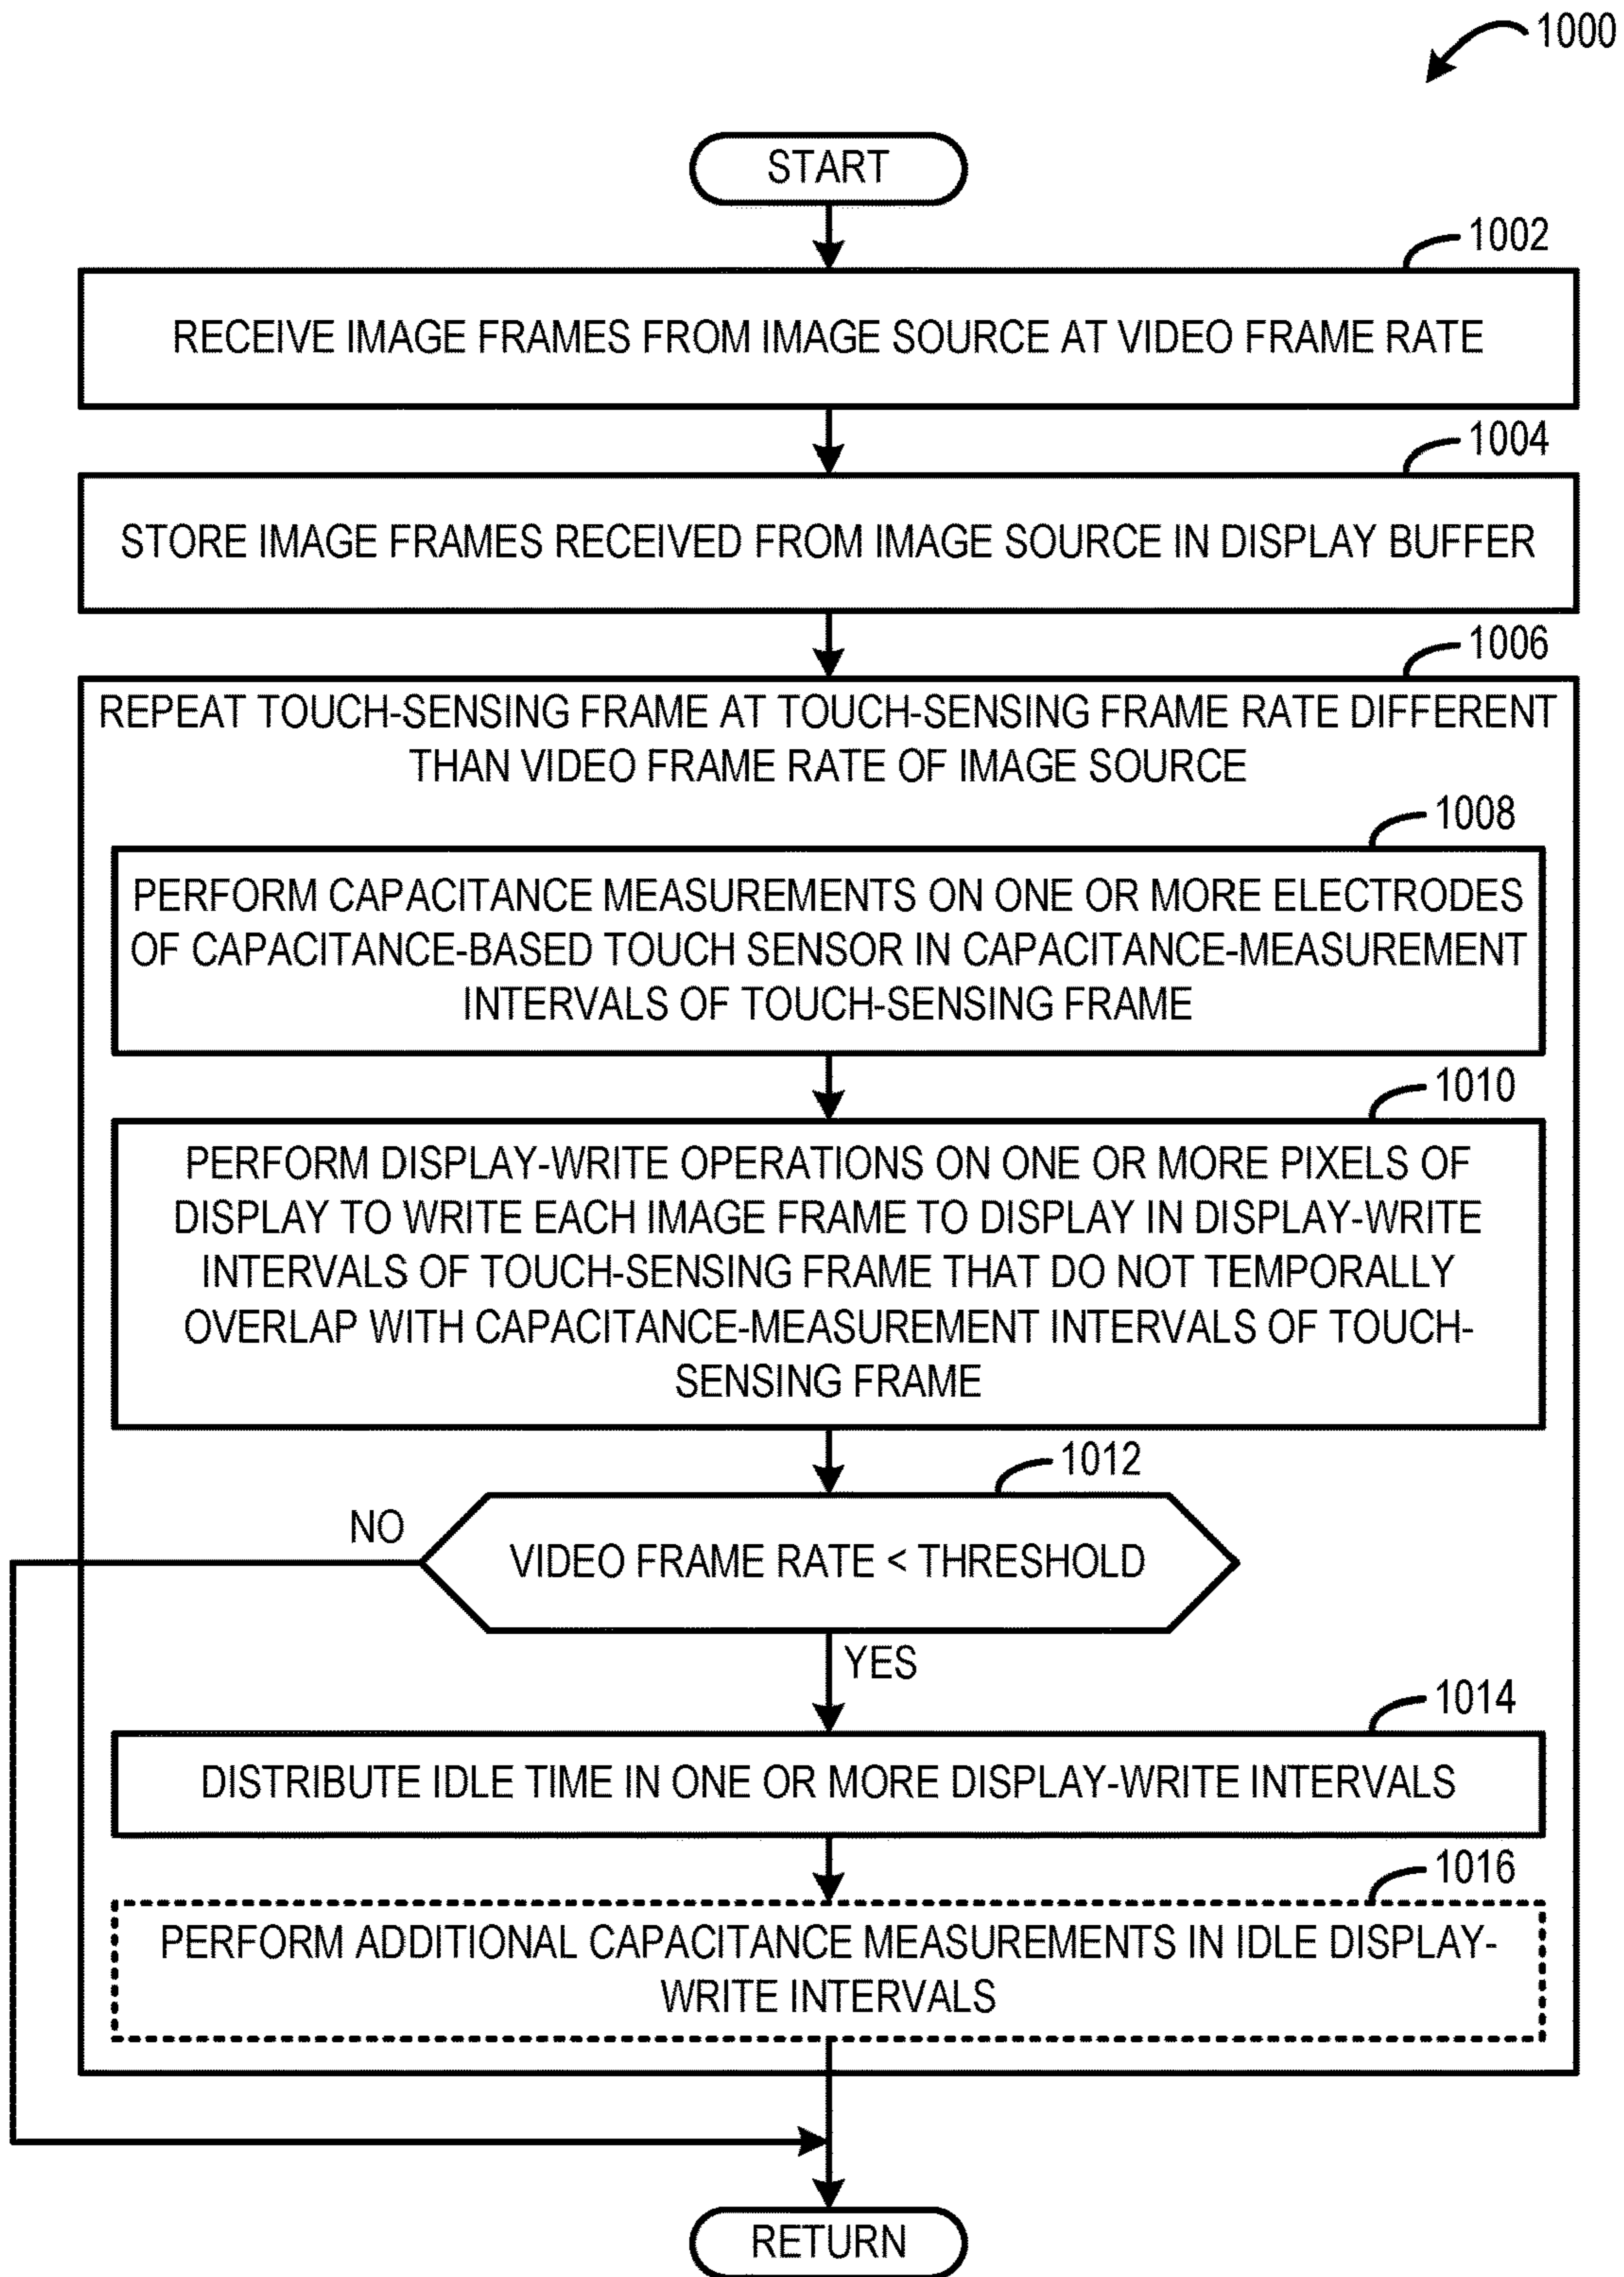 1000
START
1002
RECEIVE IMAGE FRAMES FROM IMAGE SOURCE AT VIDEO FRAME RATE
1004
STORE IMAGE FRAMES RECEIVED FROM IMAGE SOURCE IN DISPLAY BUFFER
1006
REPEAT TOUCH-SENSING FRAME AT TOUCH-SENSING FRAME RATE DIFFERENT
THAN VIDEO FRAME RATE OF IMAGE SOURCE
1008
PERFORM CAPACITANCE MEASUREMENTS ON ONE OR MORE ELECTRODES
OF CAPACITANCE-BASED TOUCH SENSOR IN CAPACITANCE-MEASUREMENT
INTERVALS OF TOUCH-SENSING FRAME
1010
PERFORM DISPLAY-WRITE OPERATIONS ON ONE OR MORE PIXELS OF
DISPLAY TO WRITE EACH IMAGE FRAME TO DISPLAY IN DISPLAY-WRITE
INTERVALS OF TOUCH-SENSING FRAME THAT DO NOT TEMPORALLY
OVERLAP WITH CAPACITANCE-MEASUREMENT INTERVALS OF TOUCH-
SENSING FRAME
1012
NO
VIDEO FRAME RATE < THRESHOLD
YES
1014
DISTRIBUTE IDLE TIME IN ONE OR MORE DISPLAY-WRITE INTERVALS
1016
PERFORM ADDITIONAL CAPACITANCE MEASUREMENTS IN IDLE DISPLAY-
WRITE INTERVALS
RETURN